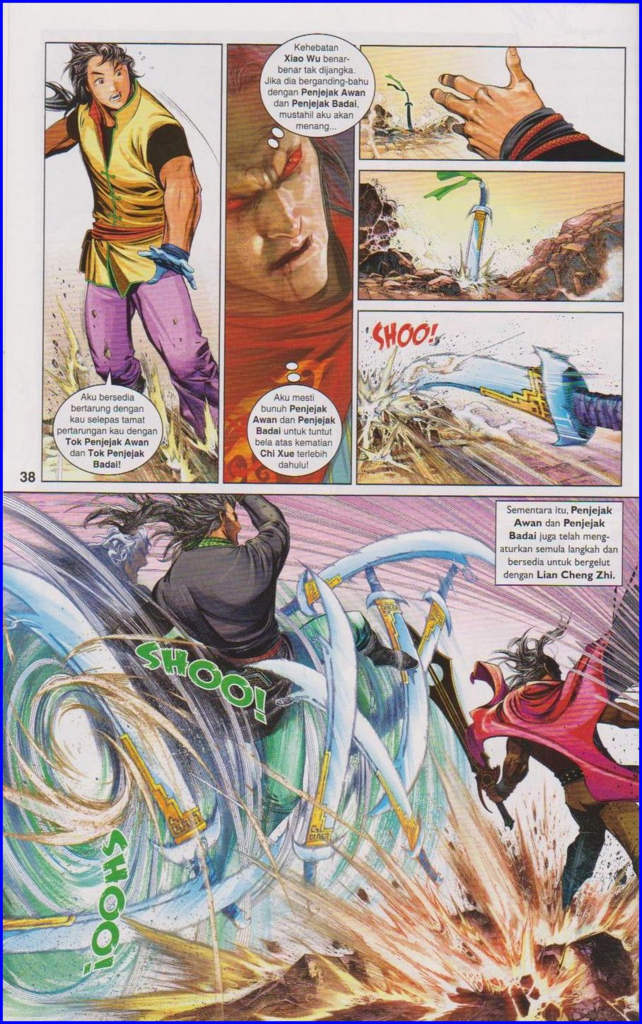 Kehebatan
Xiao Wu benar-
benar tak dijangka.
Jika dia berganding-bahu
dengan Penjejak Awan
dan Penjejak Badai,
mustahil aku akan
menang...
Aku bersedia
bertarung dengan
kau selepas tamat
pertarungan kau dengan
Tok Penjejak Awan
dan Tok Penjejak
Badai!
Aku mesti
bunuh Penjejak
Awan dan Penjejak
Badai untuk tuntut
bela atas kematian
Chi Xue terlebih
dahulu!
SHOO!
38
Sementara itu, Penjejak
Awan dan Penjejak
Badai juga telah meng-
aturkan semula langkah dan
bersedia untuk bergelut
dengan Lian Cheng Zhi.
SHOOO!
SHOO!